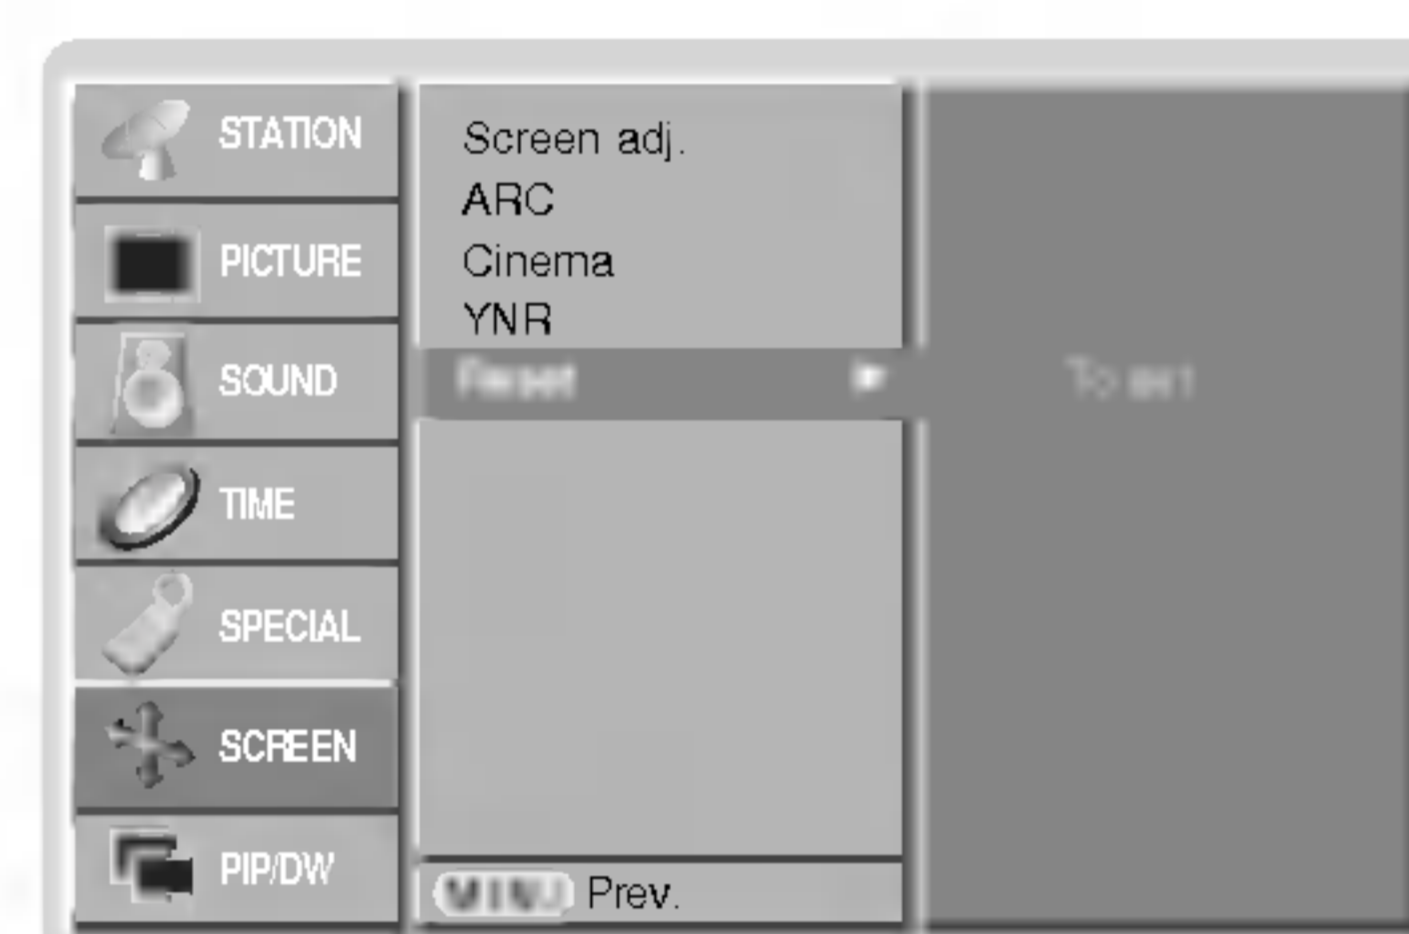 STATION
PICTURE
SOUND
TIME
SPECIAL
SCREEN
PIP/DW
Screen adj.
ARC
Cinema
YNR
Reset
To set
Prev.